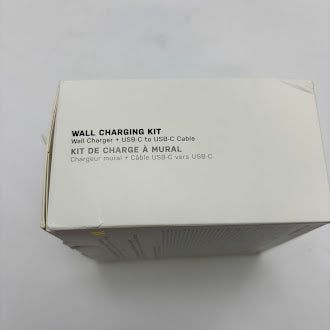 WALL CHARGING KIT
Wall Charger + USB-C to USB-C Cable
KIT DE CHARGE À MURAL
Chargeur mural + Câble USB-C vers USB-C